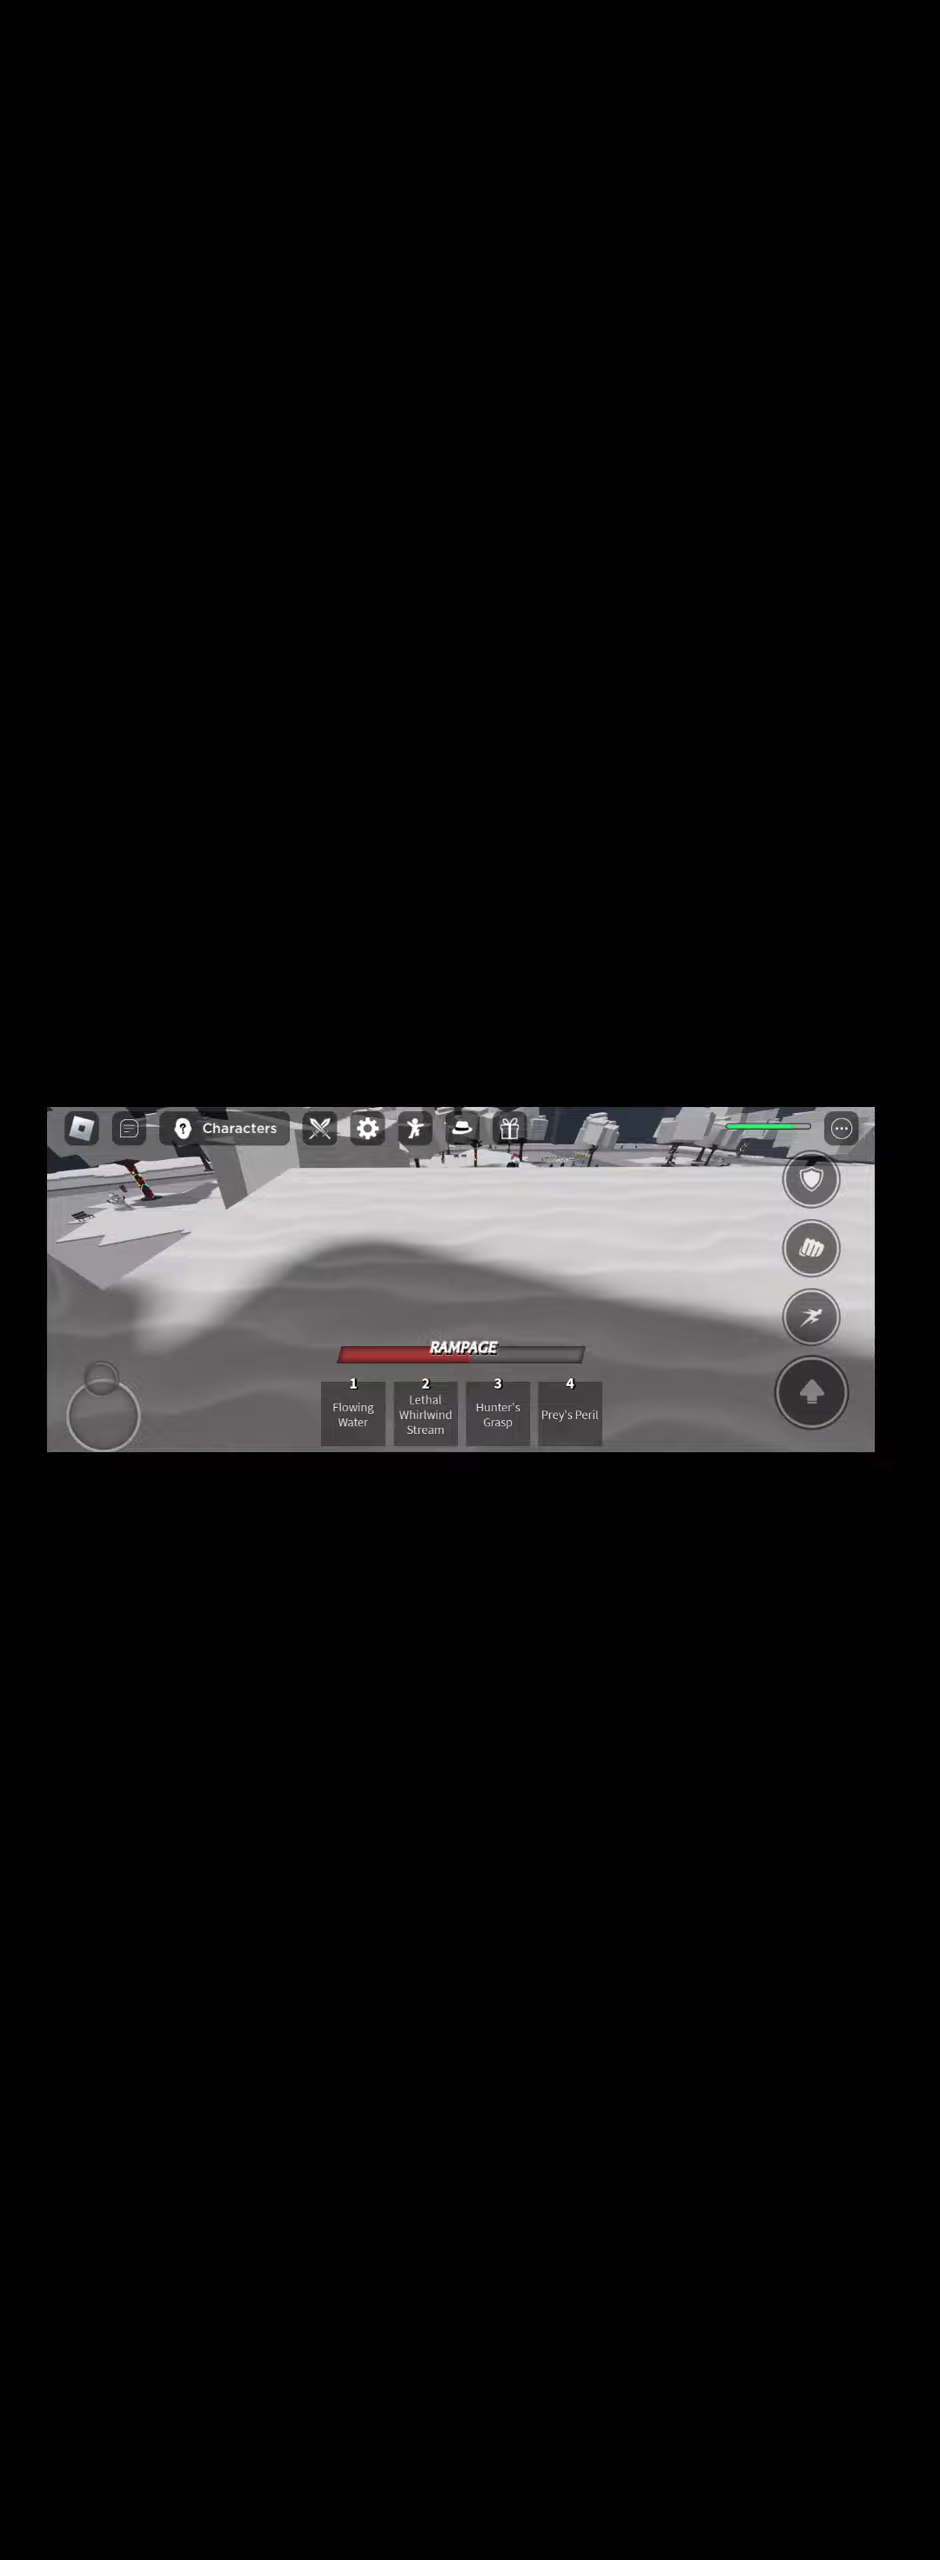 Characters
RAMPAGE
1
Flowing
Water
2
Lethal
Whirlwind
Stream
3
Hunter's
Grasp
4
Prey's Peril